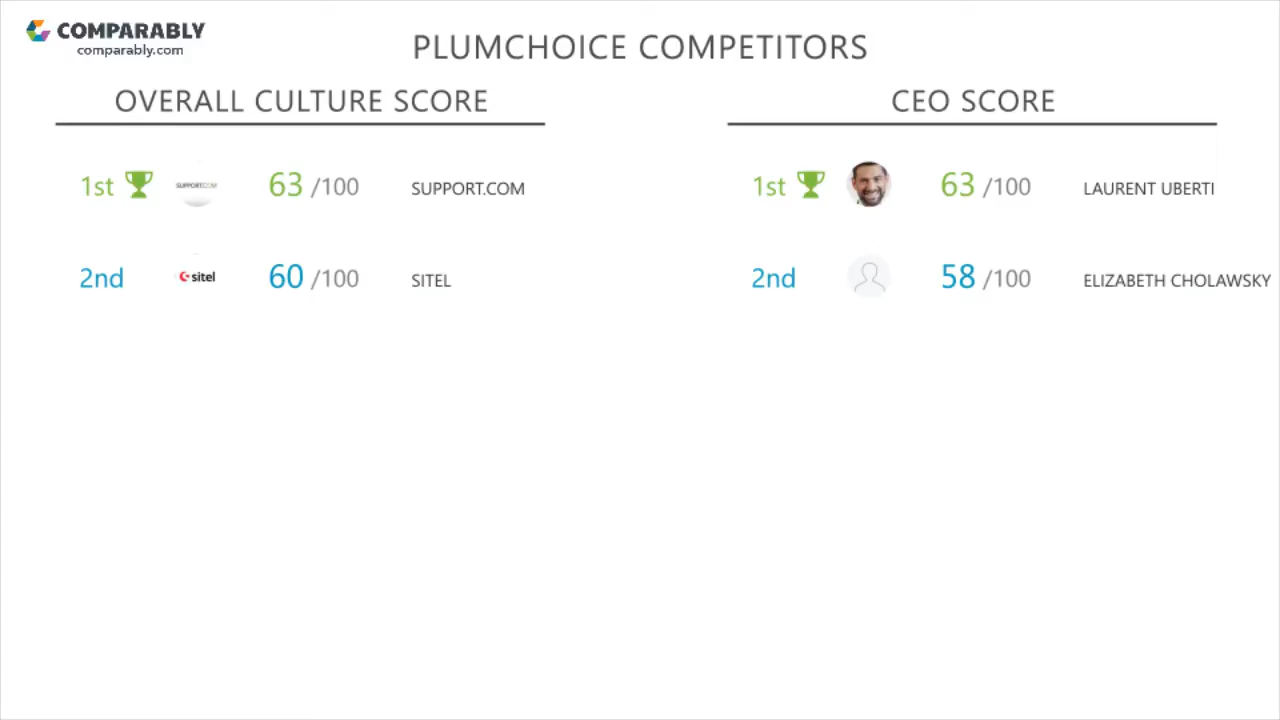 COMPARABLY
comparably.com
PLUMCHOICE COMPETITORS
OVERALL CULTURE SCORE
1st 63 /100 SUPPORT.COM
2nd sitel 60 /100 SITEL
CEO SCORE
1st 63 /100 LAURENT UBERTI
2nd 58 /100 ELIZABETH CHOLAWSKY